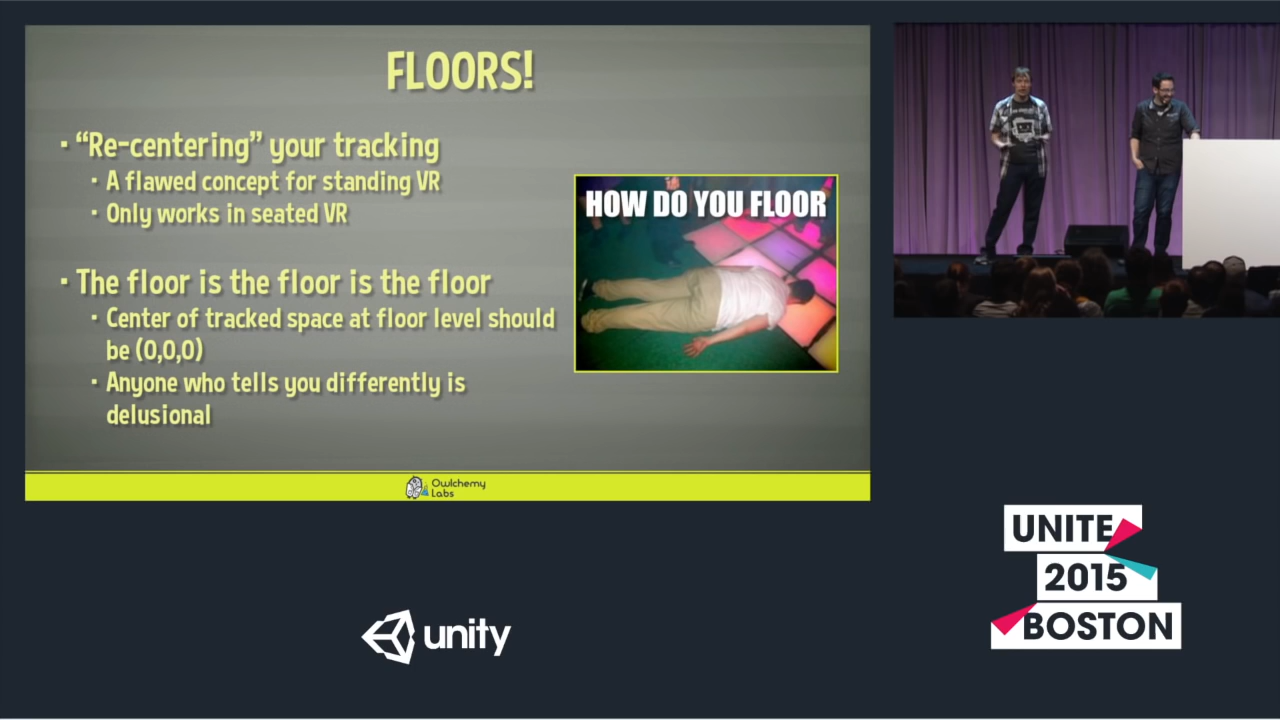 FLOORS!
· “Re-centering” your tracking
· A flawed concept for standing VR
· Only works in seated VR
· The floor is the floor is the floor
· Center of tracked space at floor level should
be (0,0,0)
· Anyone who tells you differently is
delusional
HOW DO YOU FLOOR
Owlchemy
Labs
unity
UNITE
2015
BOSTON